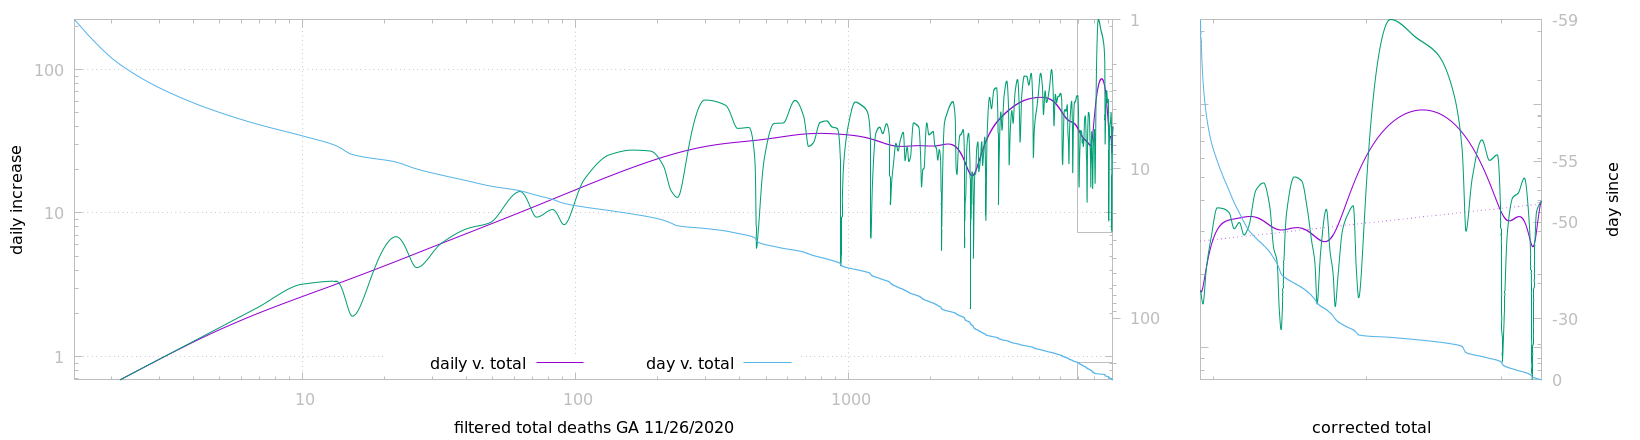 daily increase
100
10
1
10
100
1000
1
10
100
daily v. total
day v. total
filtered total deaths GA 11/26/2020
-59
-55
-50
-30
0
day since
corrected total